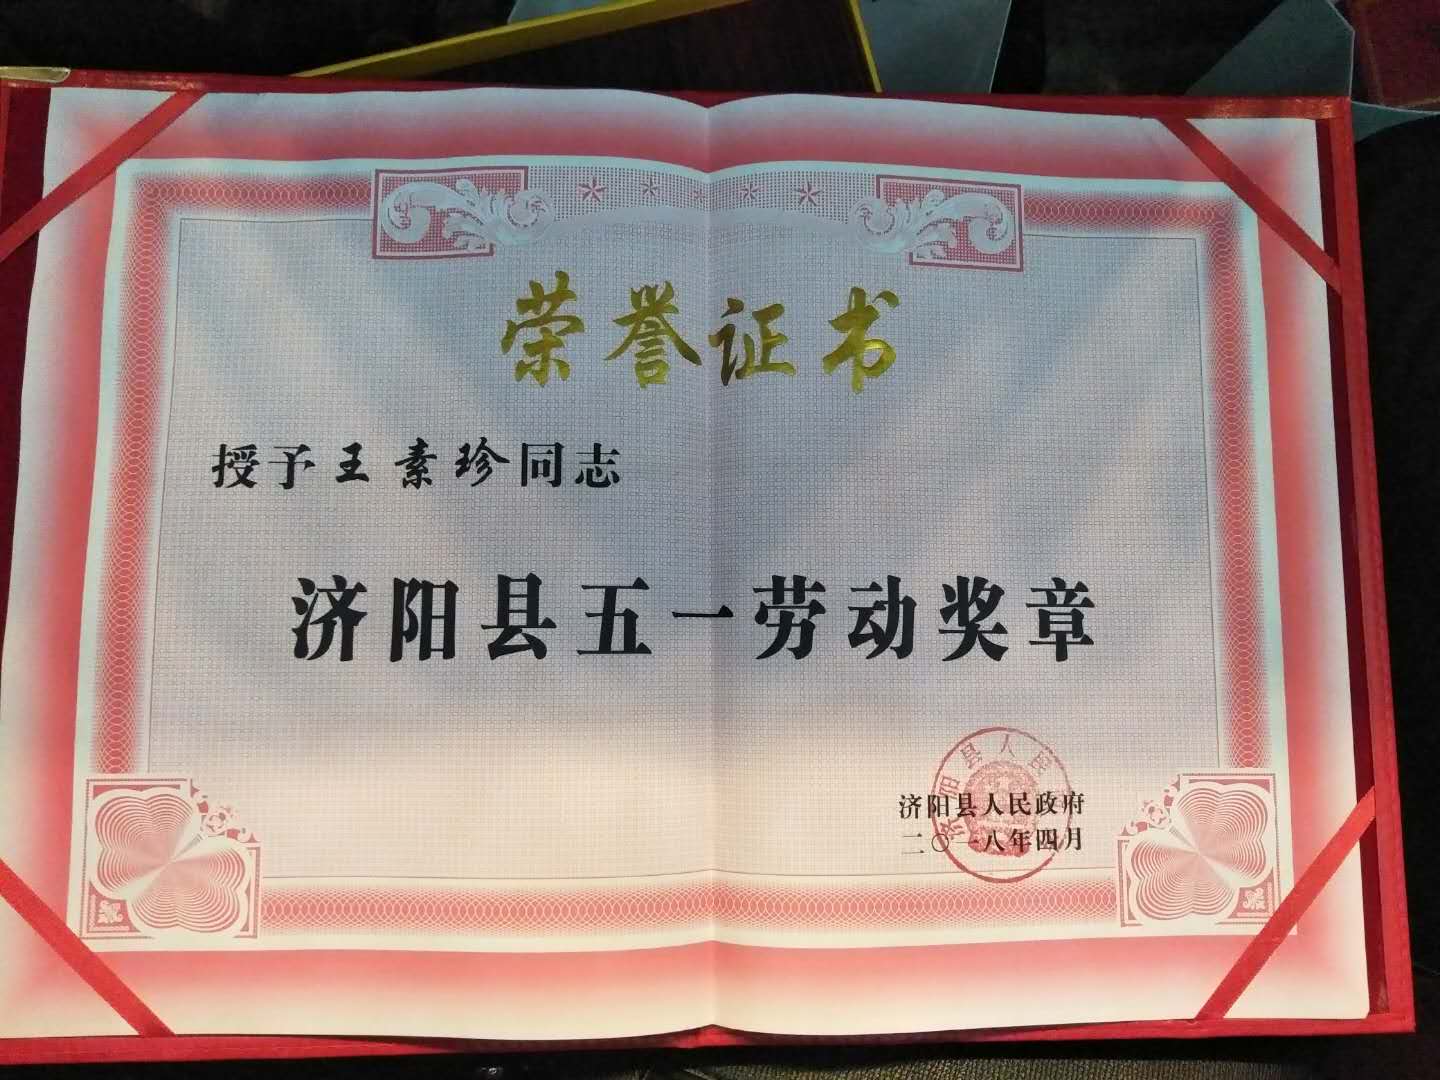 荣誉证书
授予王素珍同志
济阳县五一劳动奖章
济阳县人民政府
二〇一八年四月